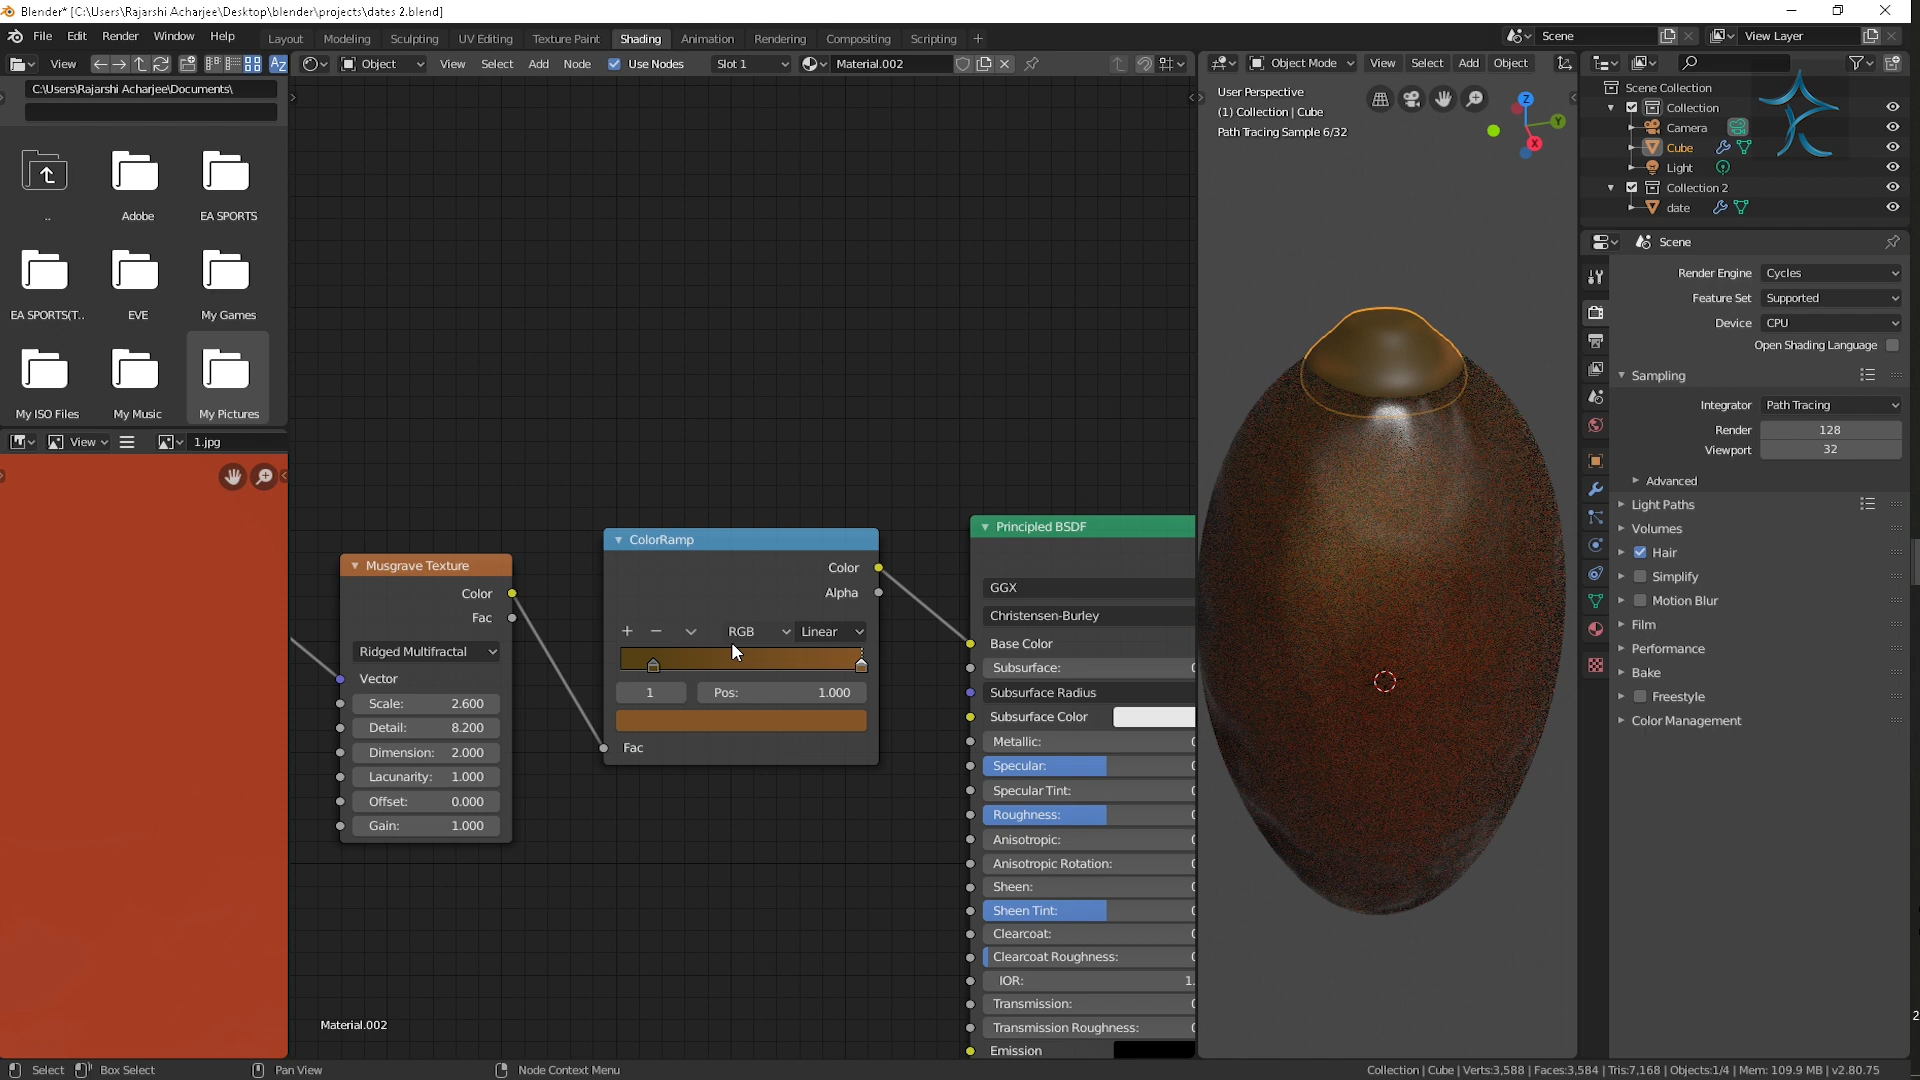 Blender* [C:\Users\Rajarshi Acharjee\Desktop\blender\projects\dates 2.blend]
File Edit Render Window Help
Layout Modeling Sculpting UV Editing Texture Paint Shading Animation Rendering Compositing Scripting +
Scene
View Layer
View
Object View Select Add Node Use Nodes Slot 1 Material.002
Object Mode View Select Add Object
C:\Users\Rajarshi Acharjee\Documents\
..
Adobe
EA SPORTS
EA SPORTS(T..
EVE
My Games
My ISO Files
My Music
My Pictures
View 1.jpg
Musgrave Texture
Color
Fac
Ridged Multifractal
Vector
Scale: 2.600
Detail: 8.200
Dimension: 2.000
Lacunarity: 1.000
Offset: 0.000
Gain: 1.000
ColorRamp
Color
Alpha
+ − RGB Linear
1 Pos: 1.000
Fac
Principled BSDF
GGX
Christensen-Burley
Base Color
Subsurface:
Subsurface Radius
Subsurface Color
Metallic:
Specular:
Specular Tint:
Roughness:
Anisotropic:
Anisotropic Rotation:
Sheen:
Sheen Tint:
Clearcoat:
Clearcoat Roughness:
IOR: 1.
Transmission:
Transmission Roughness:
Emission
Material.002
User Perspective
(1) Collection | Cube
Path Tracing Sample 6/32
Z
Y
X
Scene Collection
Collection
Camera
Cube
Light
Collection 2
date
Scene
Render Engine Cycles
Feature Set Supported
Device CPU
Open Shading Language
Sampling
Integrator Path Tracing
Render 128
Viewport 32
Advanced
Light Paths
Volumes
Hair
Simplify
Motion Blur
Film
Performance
Bake
Freestyle
Color Management
Select Box Select Pan View Node Context Menu
Collection | Cube | Verts:3,588 | Faces:3,584 | Tris:7,168 | Objects:1/4 | Mem: 109.9 MB | v2.80.75